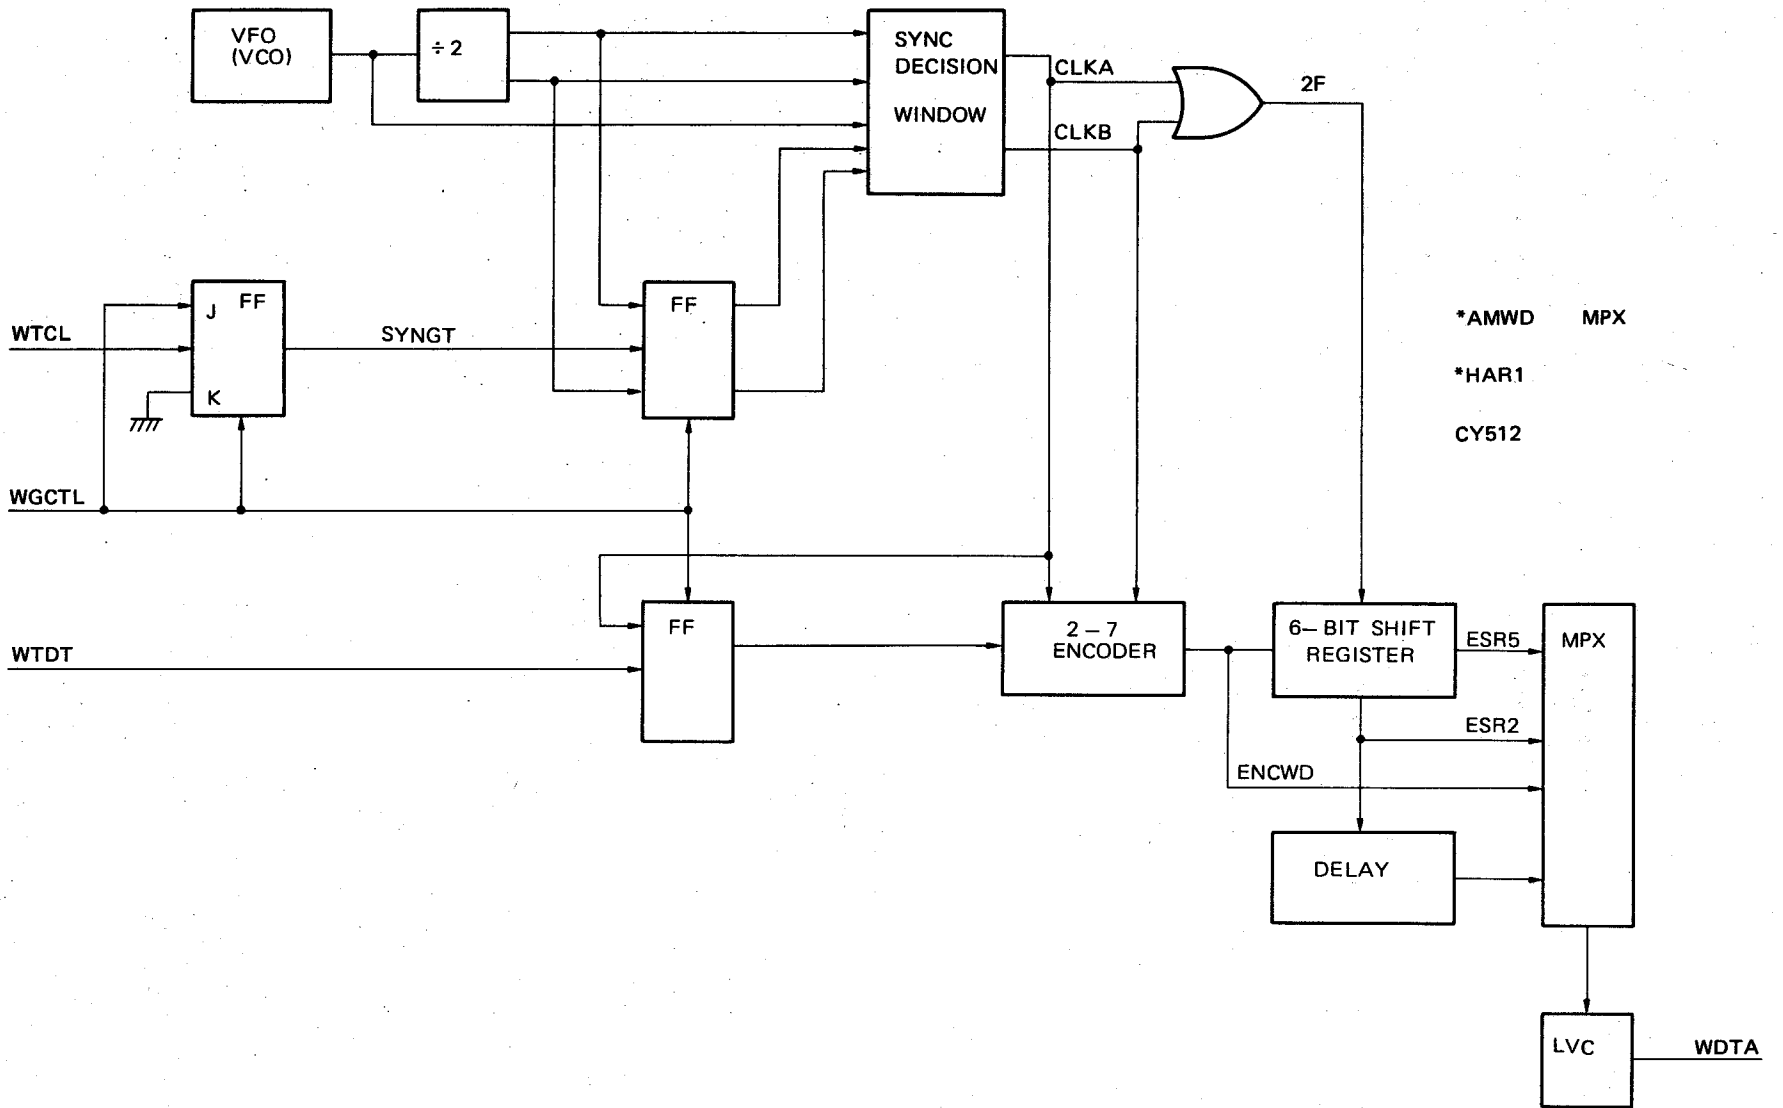 VFO
(VCO)
÷2
SYNC
DECISION
WINDOW
CLKA
CLKB
2F
J FF
K
WTCL
SYNGT
FF
*AMWD MPX
*HAR1
CY512
WGCTL
WTDT
FF
2–7
ENCODER
6–BIT SHIFT
REGISTER
ESR5
MPX
ESR2
ENCWD
DELAY
LVC
WDTA